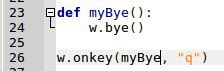 23 def myBye():
24     w.bye()
25
26 w.onkey(myBye, "q")